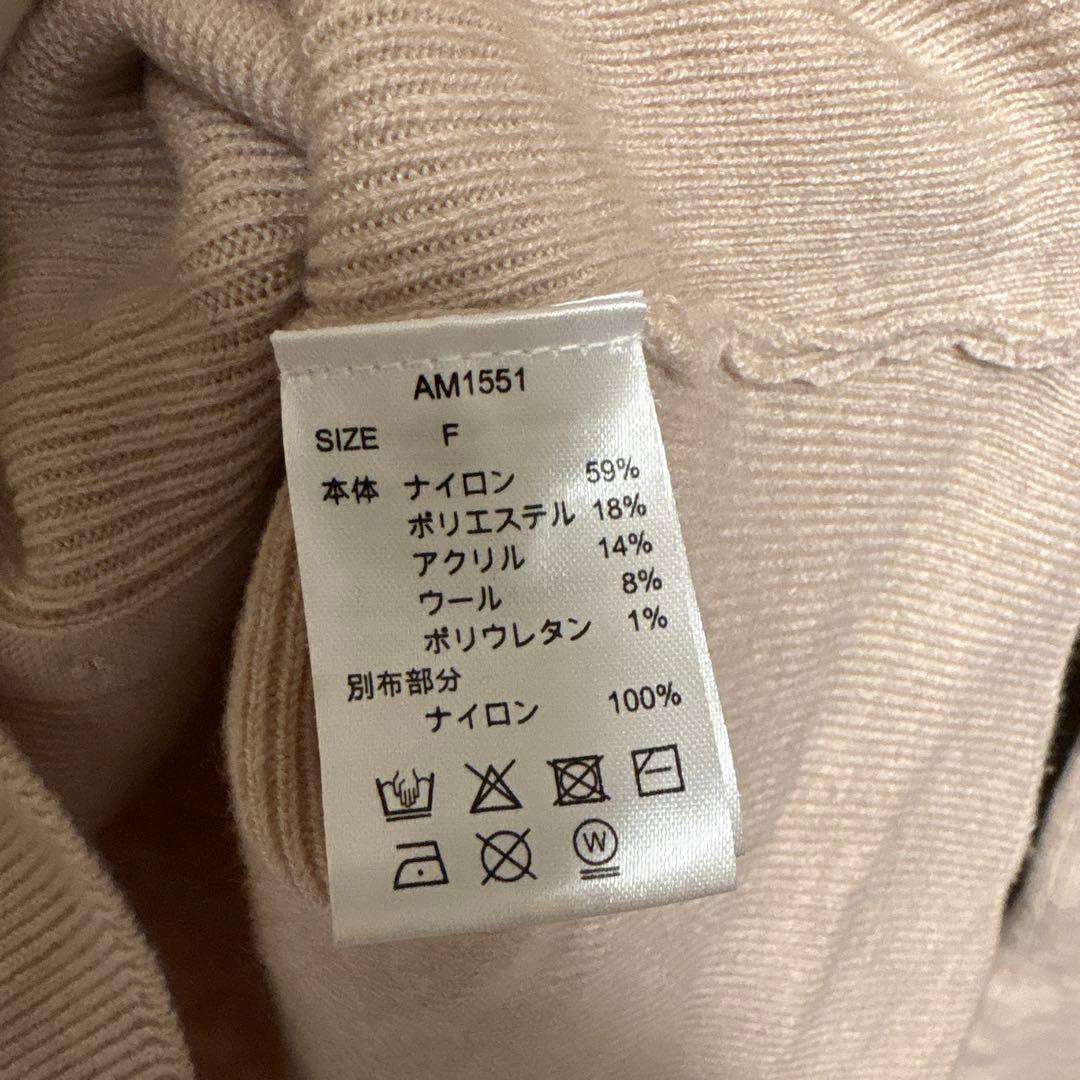 AM1551
SIZE F
本体 ナイロン 59%
ポリエステル 18%
アクリル 14%
ウール 8%
ポリウレタン 1%
別布部分
ナイロン 100%
W